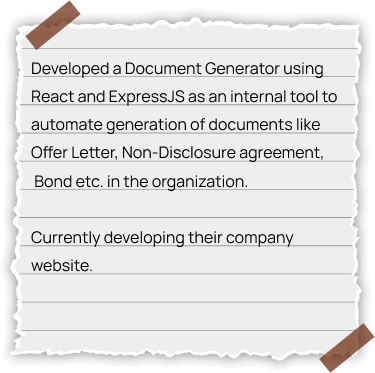 Developed a Document Generator using
React and ExpressJS as an internal tool to
automate generation of documents like
Offer Letter, Non-Disclosure agreement,
Bond etc. in the organization.
Currently developing their company
website.